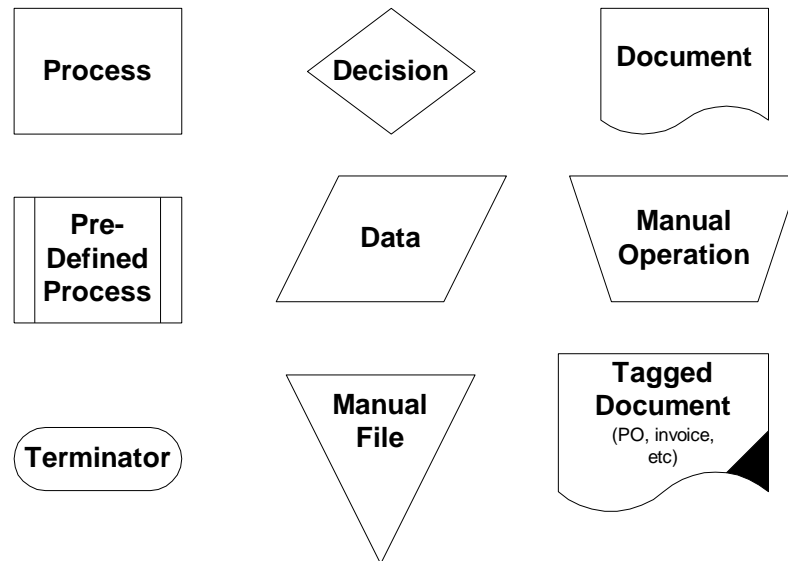 Process
Decision
Document
Pre-
Defined
Process
Data
Manual
Operation
Terminator
Manual
File
Tagged
Document
(PO, invoice,
etc)